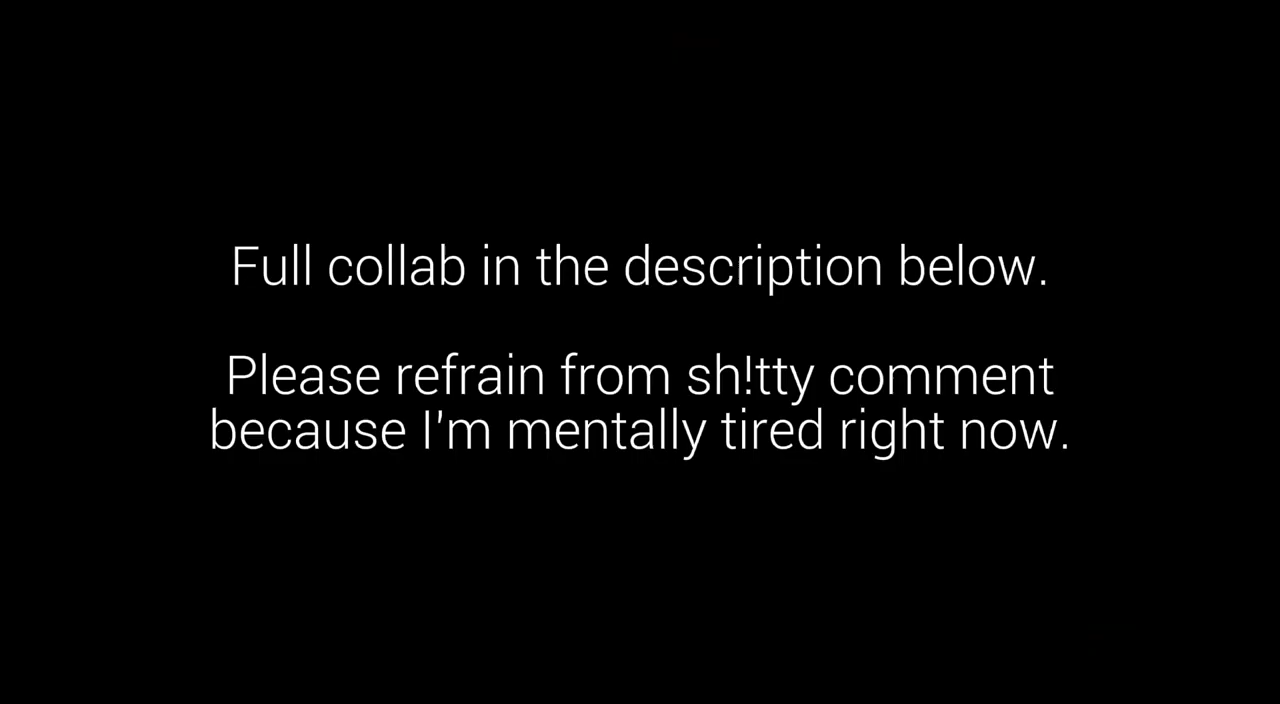 Full collab in the description below.
Please refrain from sh!tty comment
because I'm mentally tired right now.